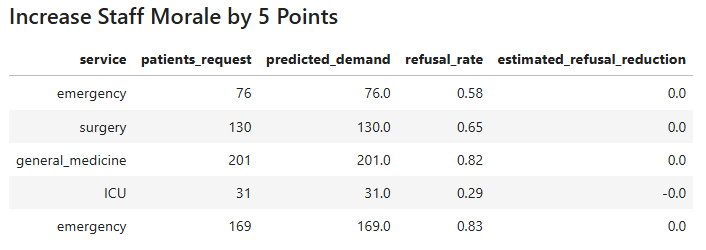 Increase Staff Morale by 5 Points
service patients_request predicted_demand refusal_rate estimated_refusal_reduction
emergency 76 76.0 0.58 0.0
surgery 130 130.0 0.65 0.0
general_medicine 201 201.0 0.82 0.0
ICU 31 31.0 0.29 -0.0
emergency 169 169.0 0.83 0.0